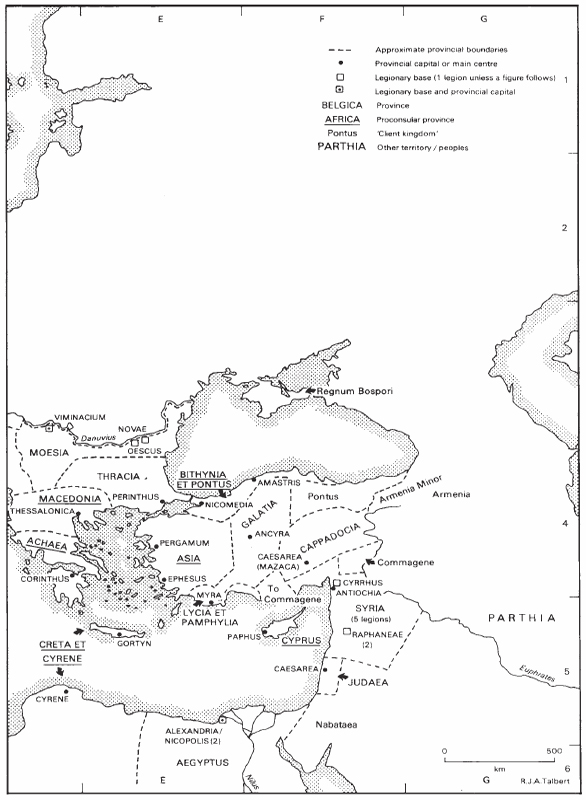 E F G
Approximate provincial boundaries
Provincial capital or main centre
Legionary base (1 legion unless a figure follows)
1
Legionary base and provincial capital
BELGICA Province
AFRICA Proconsular province
Pontus 'Client kingdom'
PARTHIA Other territory / peoples
2
Regnum Bospori
VIMINACIUM
Danuvius
NOVAE
OESCUS
MOESIA
THRACIA
BITHYNIA
ET PONTUS
AMASTRIS
Armenia Minor
Armenia
MACEDONIA
PERINTHUS
NICOMEDIA
Pontus
THESSALONICA
GALATIA
4
ANCYRA
CAPPADOCIA
ACHAEA
PERGAMUM
ASIA
CAESAREA
(MAZACA)
Commagene
CORINTHUS
EPHESUS
MYRA
To
Commagene
CYRRHUS
ANTIOCHIA
LYCIA ET
PAMPHYLIA
SYRIA
(5 legions)
PARTHIA
GORTYN
PAPHUS
CYPRUS
RAPHANEAE
(2)
CRETA ET
CYRENE
CAESAREA
JUDAEA
Euphrates
5
CYRENE
Nabataea
ALEXANDRIA/
NICOPOLIS (2)
AEGYPTUS
Nilus
0 500
km
6
E G
R.J.A.Talbert